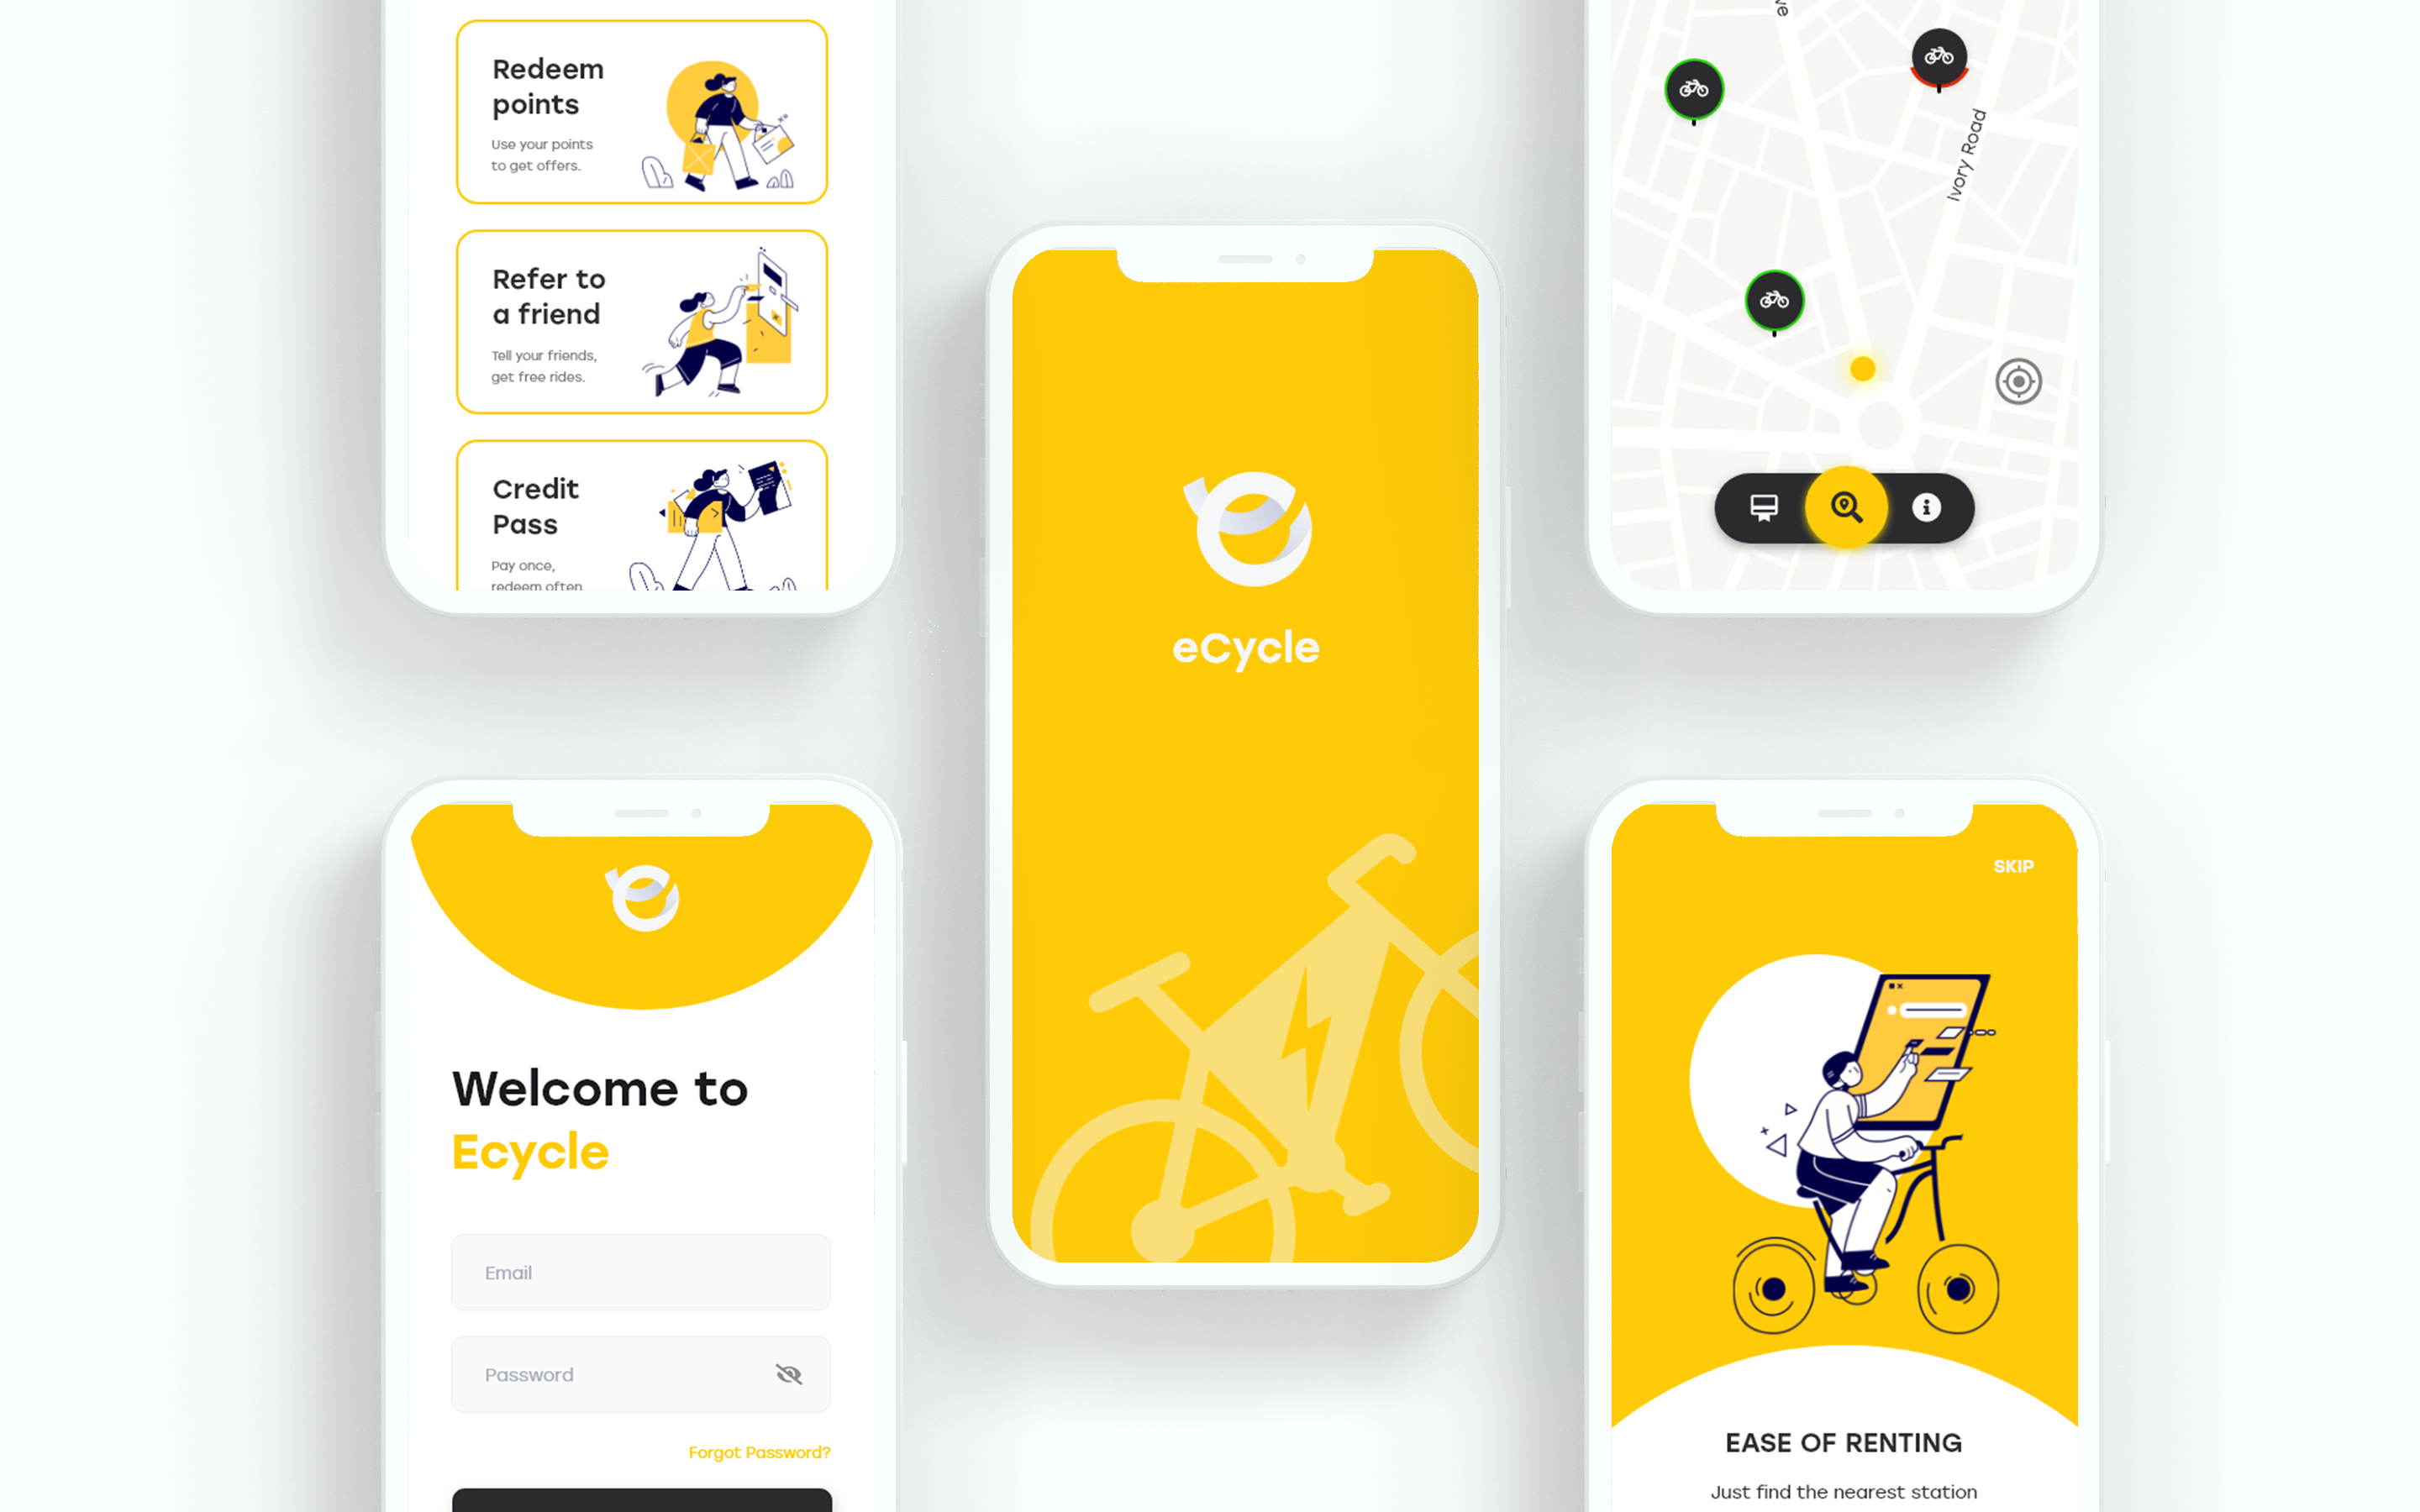 Redeem
points
Use your points
to get offers.
Refer to
a friend
Tell your friends,
get free rides.
Credit
Pass
Pay once,
redeem often.
Welcome to
Ecycle
Email
Password
Forgot Password?
eCycle
ve
Ivory Road
SKIP
EASE OF RENTING
Just find the nearest station